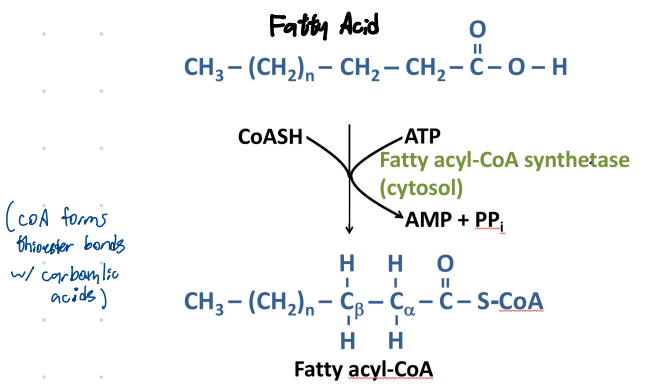 Fatty Acid
O
CH₃ – (CH₂)ₙ – CH₂ – CH₂ – C – O – H
CoASH
ATP
Fatty acyl-CoA synthetase
(cytosol)
AMP + PPᵢ
(CoA forms
thioester bonds
w/ carboxylic
acids)
H H O
CH₃ – (CH₂)ₙ – Cᵦ – Cα – C – S-CoA
H H
Fatty acyl-CoA